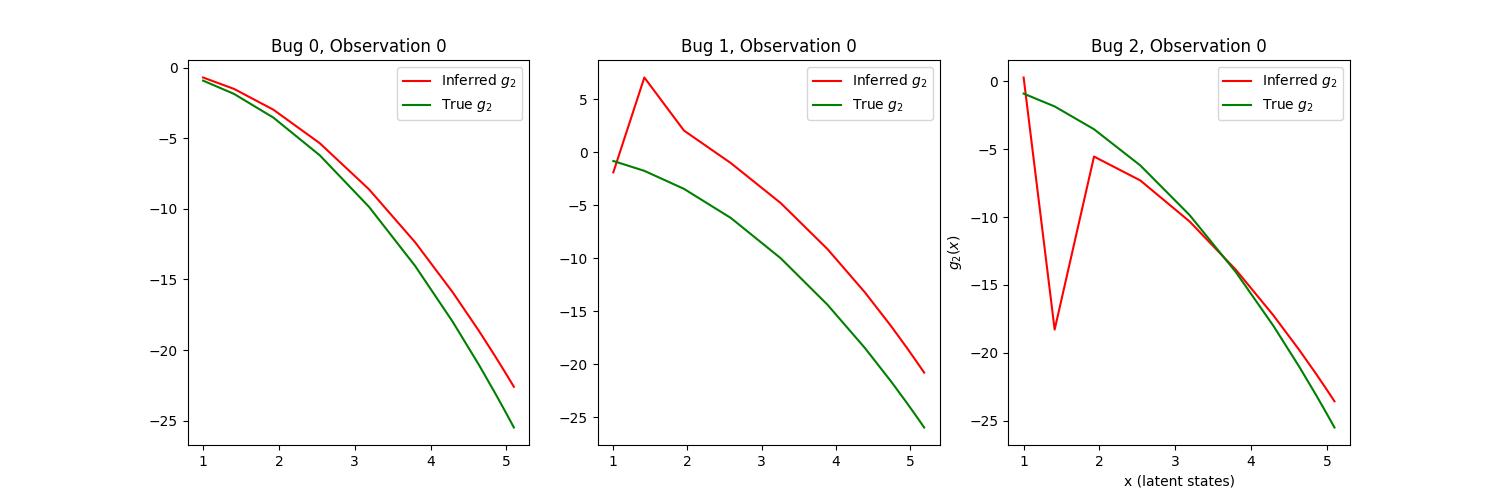 Bug 0, Observation 0
Inferred g₂
True g₂
0
−5
−10
−15
−20
−25
1 2 3 4 5
Bug 1, Observation 0
Inferred g₂
True g₂
5
0
−5
−10
−15
−20
−25
1 2 3 4 5
Bug 2, Observation 0
Inferred g₂
True g₂
g₂(x)
0
−5
−10
−15
−20
−25
1 2 3 4 5
x (latent states)